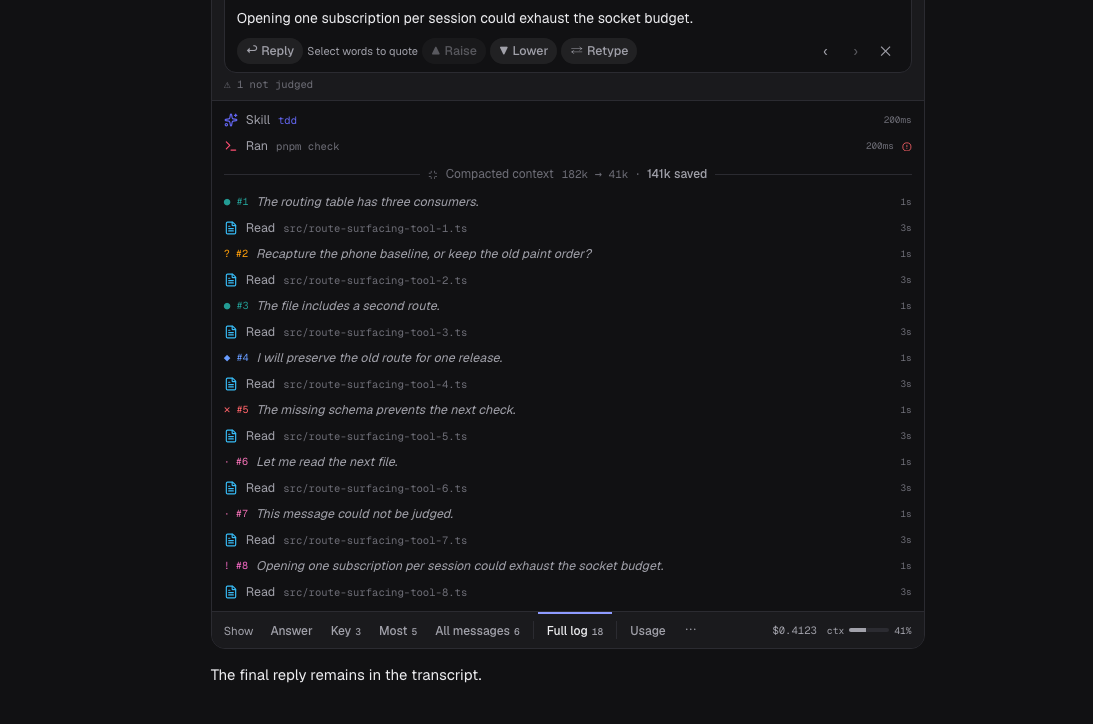 Opening one subscription per session could exhaust the socket budget.
↩ Reply Select words to quote ▲ Raise ▼ Lower ⇄ Retype ‹ › ×
⚠ 1 not judged
Skill tdd 200ms
Ran pnpm check 200ms
Compacted context 182k → 41k · 141k saved
● #1 The routing table has three consumers. 1s
Read src/route-surfacing-tool-1.ts 3s
? #2 Recapture the phone baseline, or keep the old paint order? 1s
Read src/route-surfacing-tool-2.ts 3s
● #3 The file includes a second route. 1s
Read src/route-surfacing-tool-3.ts 3s
◆ #4 I will preserve the old route for one release. 1s
Read src/route-surfacing-tool-4.ts 3s
× #5 The missing schema prevents the next check. 1s
Read src/route-surfacing-tool-5.ts 3s
· #6 Let me read the next file. 1s
Read src/route-surfacing-tool-6.ts 3s
· #7 This message could not be judged. 1s
Read src/route-surfacing-tool-7.ts 3s
! #8 Opening one subscription per session could exhaust the socket budget. 1s
Read src/route-surfacing-tool-8.ts 3s
Show Answer Key 3 Most 5 All messages 6 Full log 18 Usage ··· $0.4123 ctx 41%
The final reply remains in the transcript.